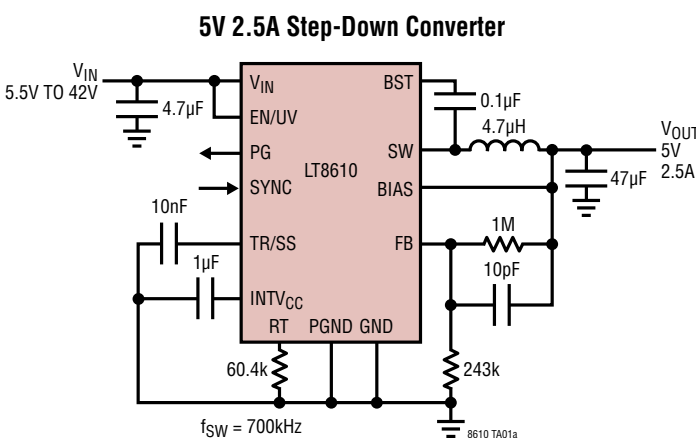 5V 2.5A Step-Down Converter
VIN
5.5V TO 42V
4.7µF
VIN
EN/UV
PG
SYNC
TR/SS
INTVCC
LT8610
BST
SW
BIAS
FB
RT
PGND
GND
0.1µF
4.7µH
VOUT
5V
2.5A
47µF
10nF
1µF
1M
10pF
60.4k
243k
fSW = 700kHz
8610 TA01a